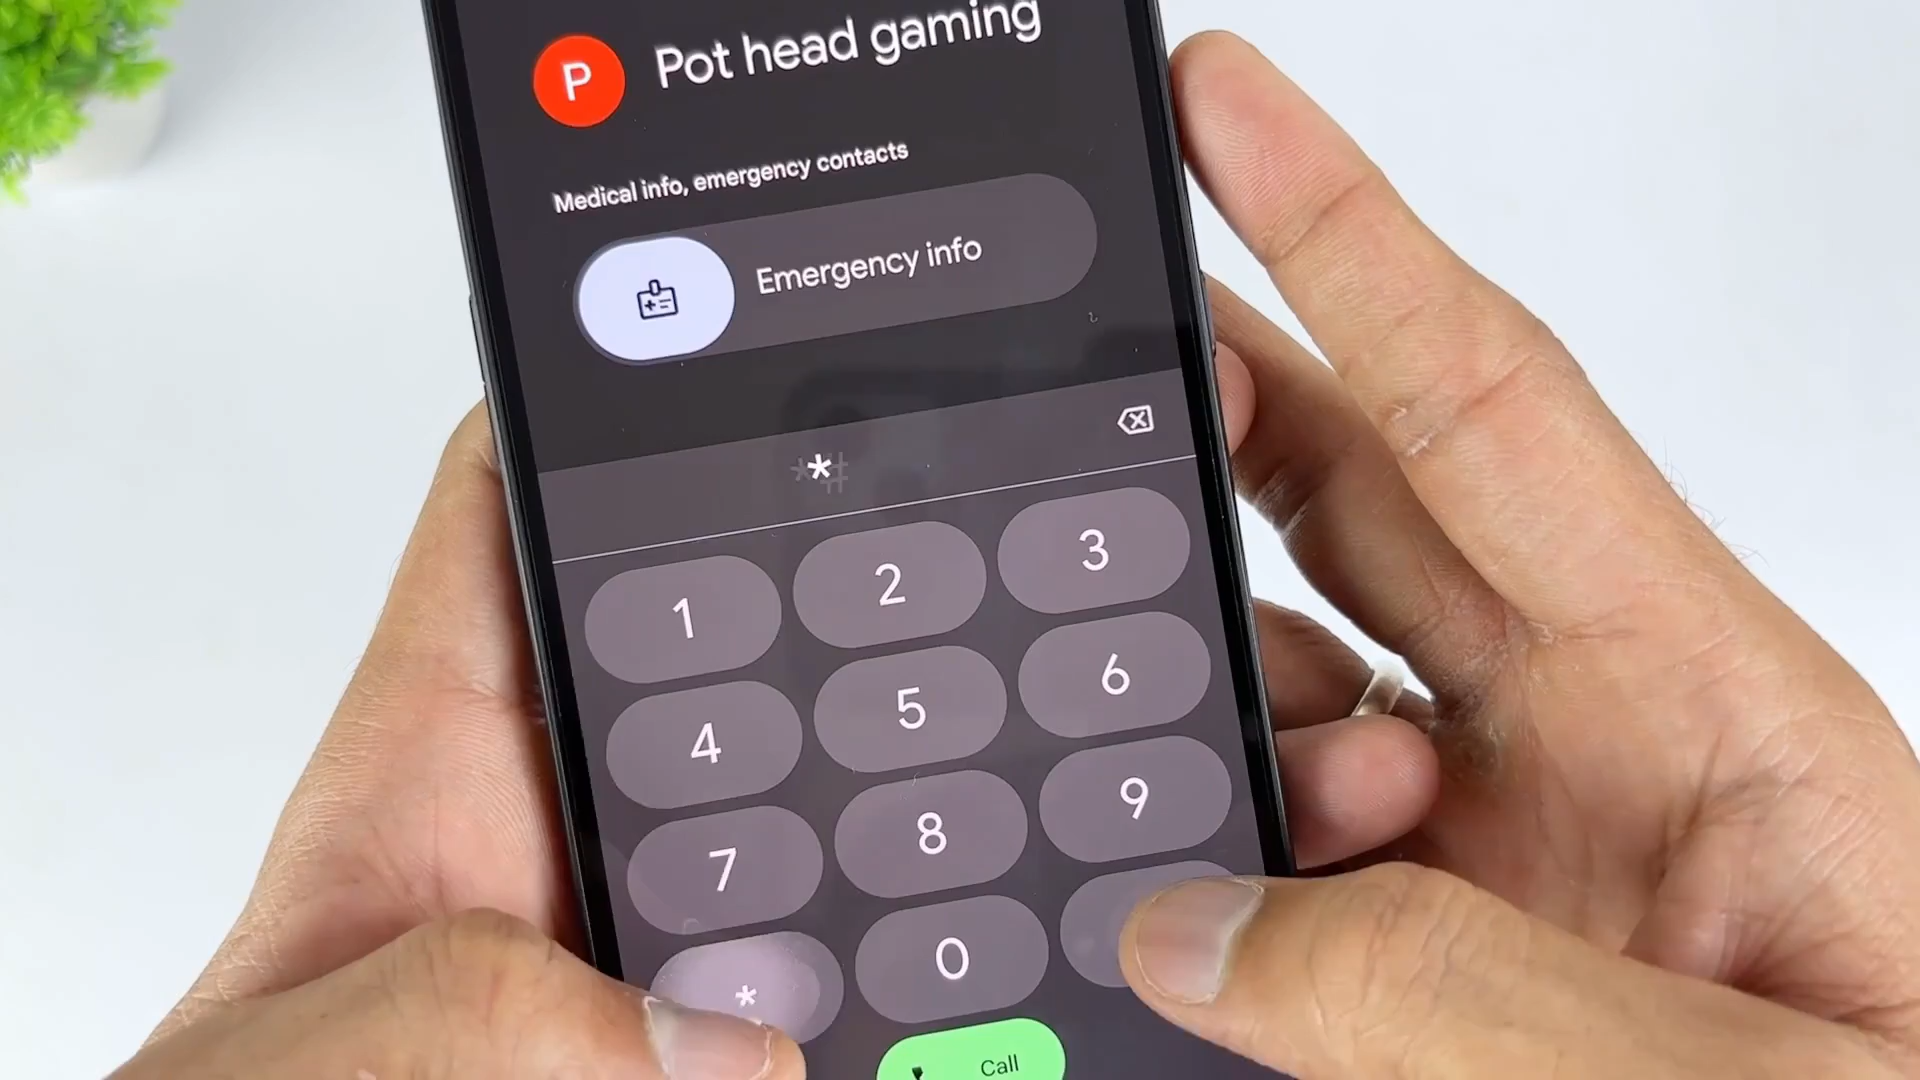 P Pot head gaming
Medical info, emergency contacts
Emergency info
*#
1 2 3
4 5 6
7 8 9
* 0
Call